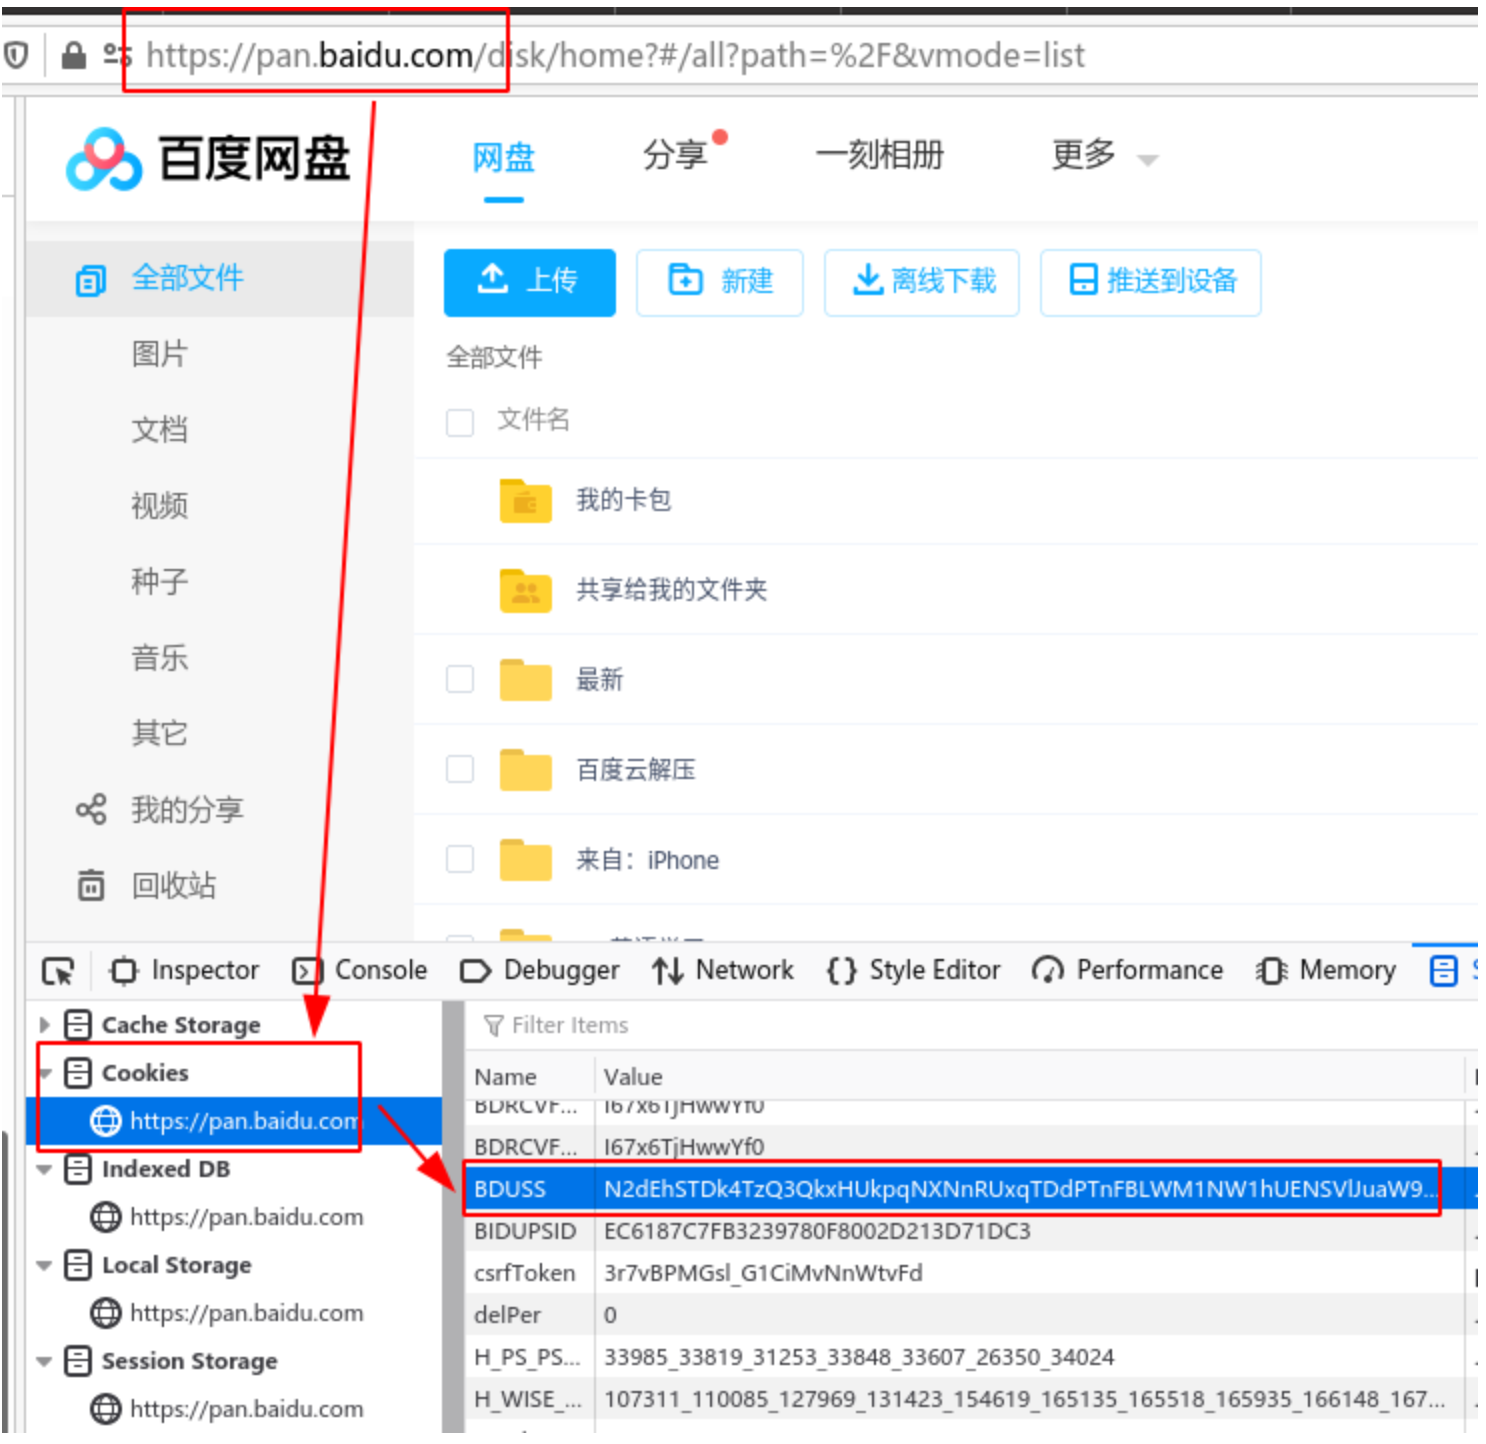 https://pan.baidu.com/disk/home?#/all?path=%2F&vmode=list
百度网盘 网盘 分享 一刻相册 更多
全部文件
图片
文档
视频
种子
音乐
其它
我的分享
回收站
上传 新建 离线下载 推送到设备
全部文件
文件名
我的卡包
共享给我的文件夹
最新
百度云解压
来自：iPhone
Inspector Console Debugger Network Style Editor Performance Memory
Cache Storage
Cookies
https://pan.baidu.com
Indexed DB
https://pan.baidu.com
Local Storage
https://pan.baidu.com
Session Storage
https://pan.baidu.com
Filter Items
Name Value
BDRCVF... I67x6TjHwwYf0
BDRCVF... I67x6TjHwwYf0
BDUSS N2dEhSTDk4TzQ3QkxHUkpqNXNnRUxqTDdPTnFBLWM1NW1hUENSVlJuaW9...
BIDUPSID EC6187C7FB3239780F8002D213D71DC3
csrfToken 3r7vBPMGsl_G1CiMvNnWtvFd
delPer 0
H_PS_PS... 33985_33819_31253_33848_33607_26350_34024
H_WISE_... 107311_110085_127969_131423_154619_165135_165518_165935_166148_167...